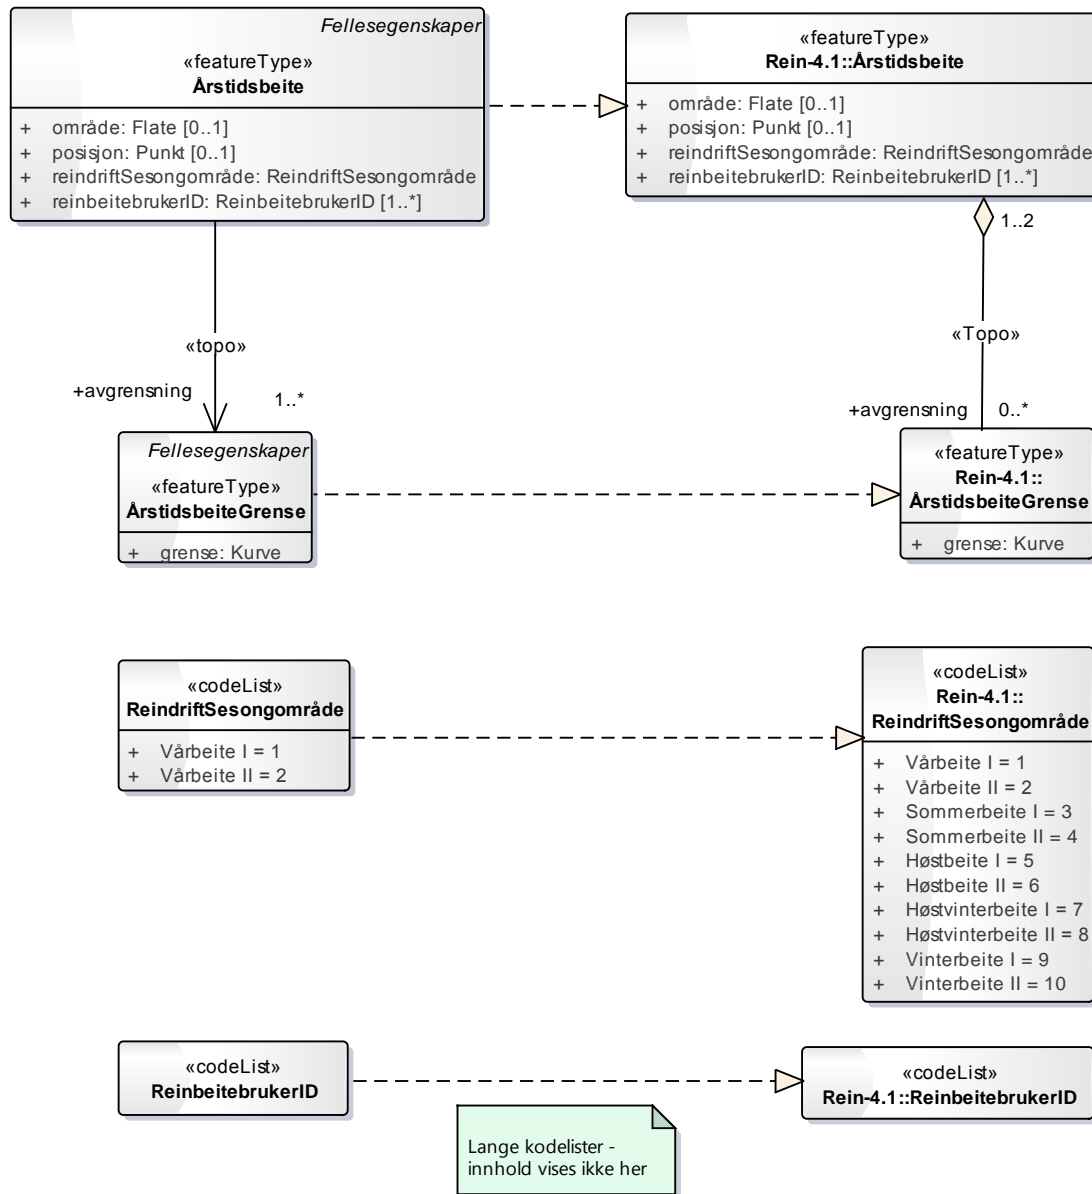 Fellesegenskaper
«featureType»
Årstidsbeite
+ område: Flate [0..1]
+ posisjon: Punkt [0..1]
+ reindriftSesongområde: ReindriftSesongområde
+ reinbeitebrukerID: ReinbeitebrukerID [1..*]
«featureType»
Rein-4.1::Årstidsbeite
+ område: Flate [0..1]
+ posisjon: Punkt [0..1]
+ reindriftSesongområde: ReindriftSesongområde
+ reinbeitebrukerID: ReinbeitebrukerID [1..*]
1..2
«topo»
+avgrensning
1..*
«Topo»
+avgrensning
0..*
Fellesegenskaper
«featureType»
ÅrstidsbeiteGrense
+ grense: Kurve
«featureType»
Rein-4.1::
ÅrstidsbeiteGrense
+ grense: Kurve
«codeList»
ReindriftSesongområde
+ Vårbeite I = 1
+ Vårbeite II = 2
«codeList»
Rein-4.1::
ReindriftSesongområde
+ Vårbeite I = 1
+ Vårbeite II = 2
+ Sommerbeite I = 3
+ Sommerbeite II = 4
+ Høstbeite I = 5
+ Høstbeite II = 6
+ Høstvinterbeite I = 7
+ Høstvinterbeite II = 8
+ Vinterbeite I = 9
+ Vinterbeite II = 10
«codeList»
ReinbeitebrukerID
«codeList»
Rein-4.1::ReinbeitebrukerID
Lange kodelister -
innhold vises ikke her